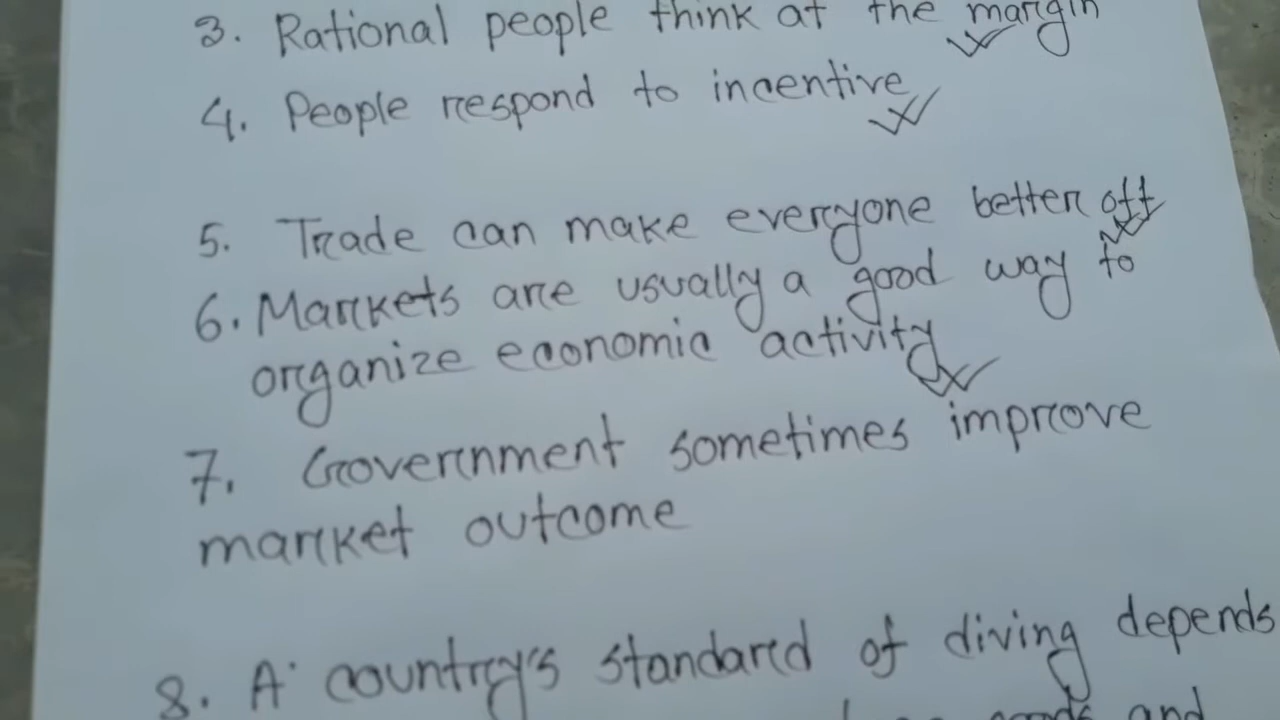 3. Rational people think at the margin
4. People respond to incentive
5. Trade can make everyone better off
6. Markets are usually a good way to
organize economic activity
7. Government sometimes improve
market outcome
8. A country's standard of diving depends
goods and